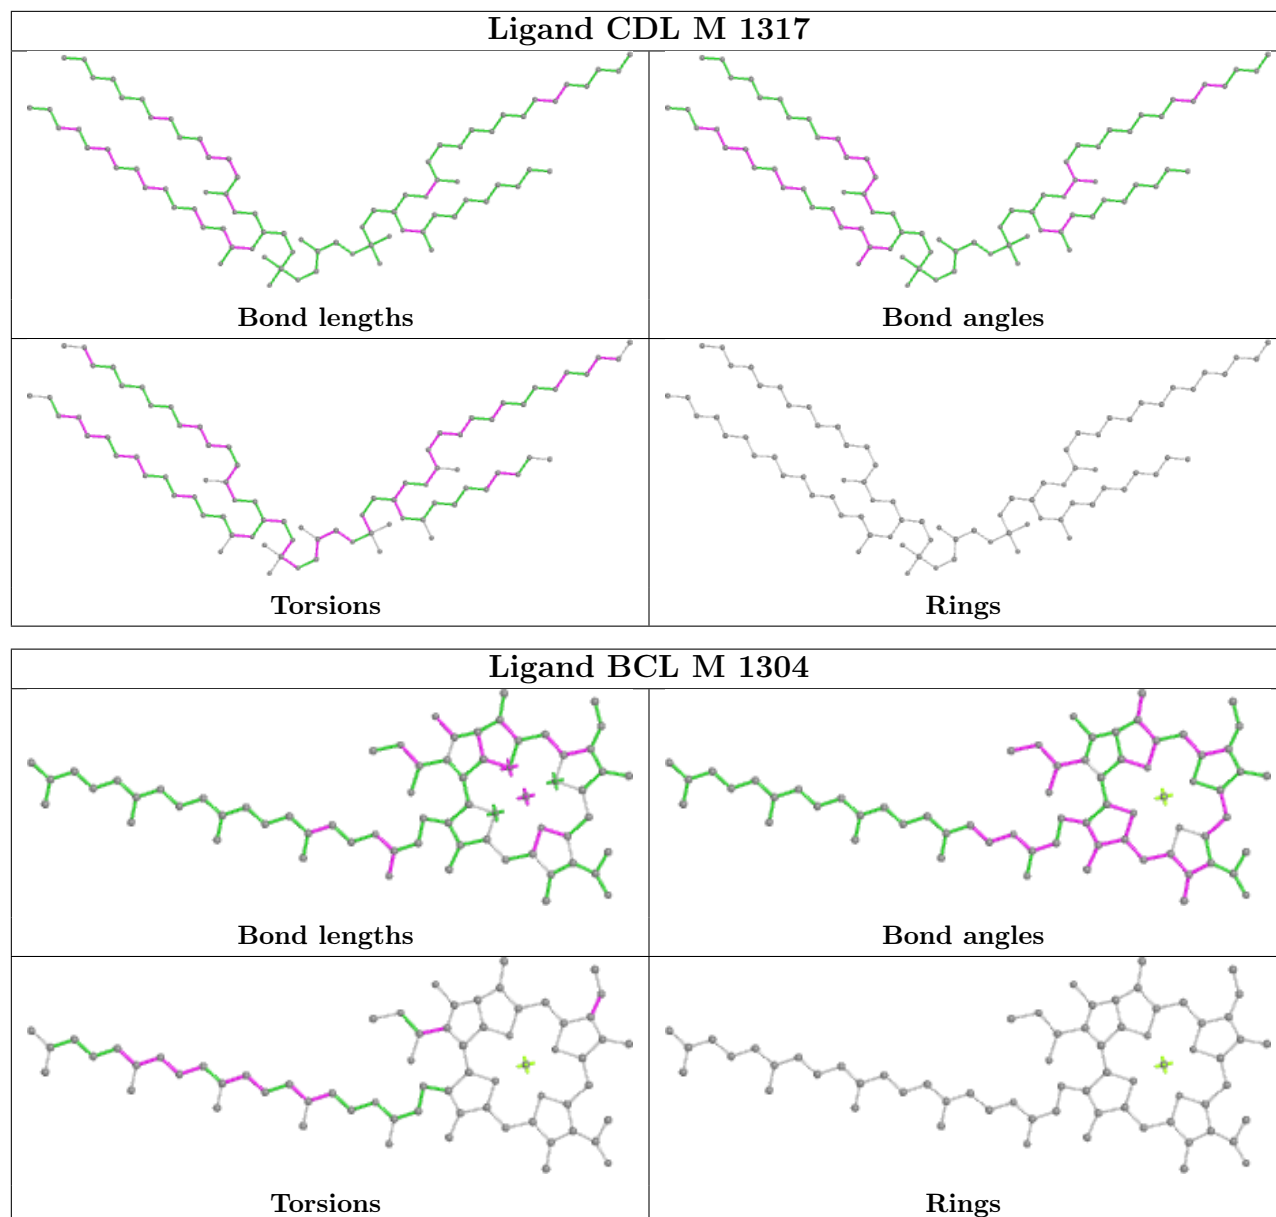 Ligand CDL M 1317
Bond lengths
Bond angles
Torsions
Rings
Ligand BCL M 1304
Bond lengths
Bond angles
Torsions
Rings